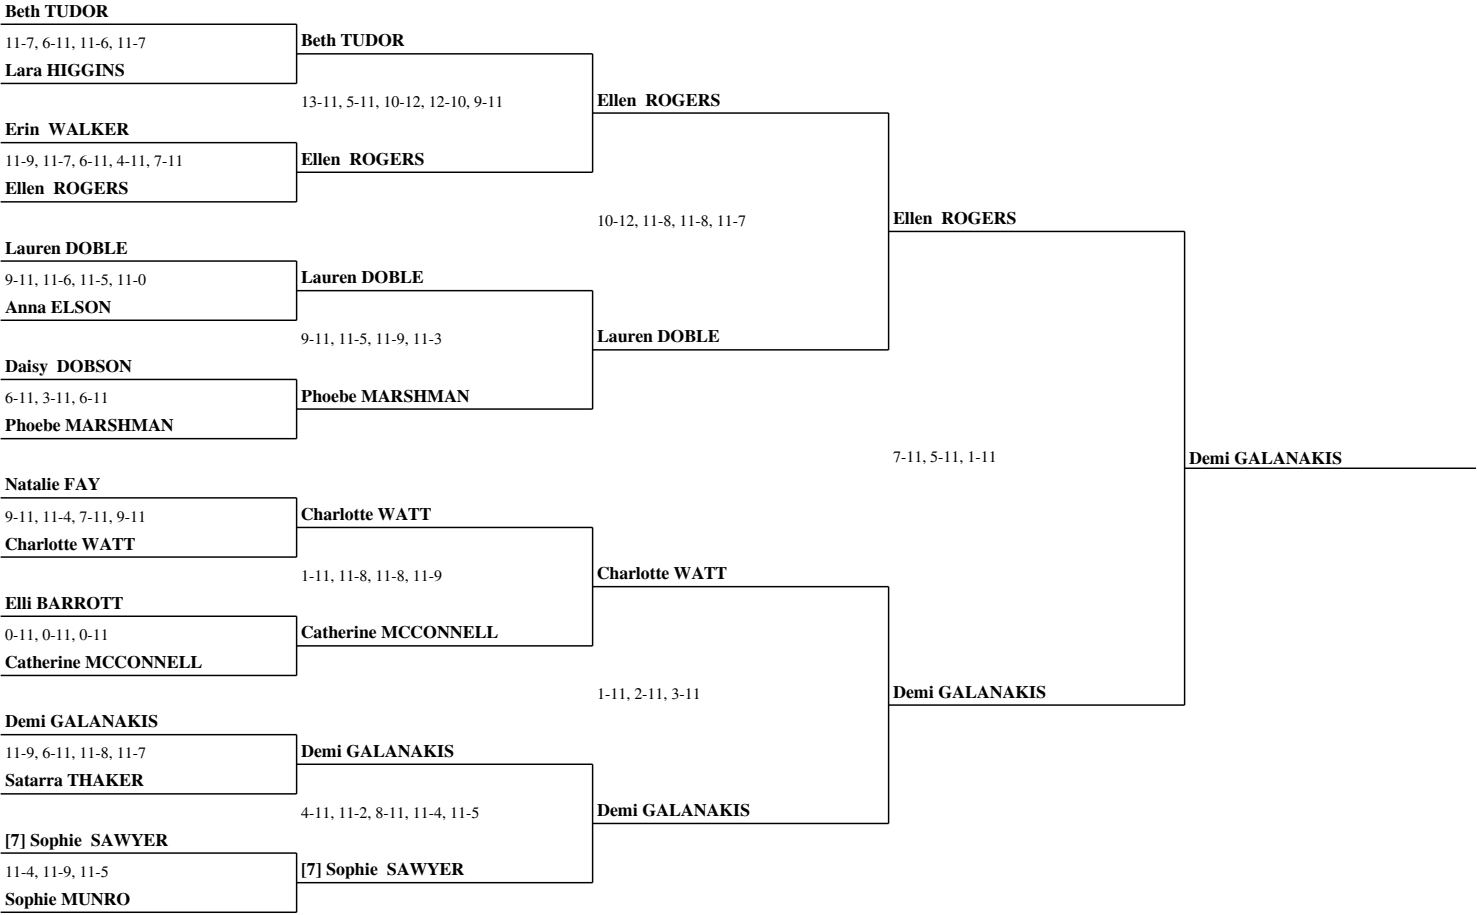 Beth TUDOR
11-7, 6-11, 11-6, 11-7
Lara HIGGINS
Erin  WALKER
11-9, 11-7, 6-11, 4-11, 7-11
Ellen  ROGERS
Lauren DOBLE
9-11, 11-6, 11-5, 11-0
Anna ELSON
Daisy  DOBSON
6-11, 3-11, 6-11
Phoebe MARSHMAN
Natalie FAY
9-11, 11-4, 7-11, 9-11
Charlotte WATT
Elli BARROTT
0-11, 0-11, 0-11
Catherine MCCONNELL
Demi GALANAKIS
11-9, 6-11, 11-8, 11-7
Satarra THAKER
[7] Sophie  SAWYER
11-4, 11-9, 11-5
Sophie MUNRO
Beth TUDOR
13-11, 5-11, 10-12, 12-10, 9-11
Ellen  ROGERS
Lauren DOBLE
9-11, 11-5, 11-9, 11-3
Phoebe MARSHMAN
Charlotte WATT
1-11, 11-8, 11-8, 11-9
Catherine MCCONNELL
Demi GALANAKIS
4-11, 11-2, 8-11, 11-4, 11-5
[7] Sophie  SAWYER
Ellen  ROGERS
10-12, 11-8, 11-8, 11-7
Lauren DOBLE
Charlotte WATT
1-11, 2-11, 3-11
Demi GALANAKIS
Ellen  ROGERS
7-11, 5-11, 1-11
Demi GALANAKIS
Demi GALANAKIS